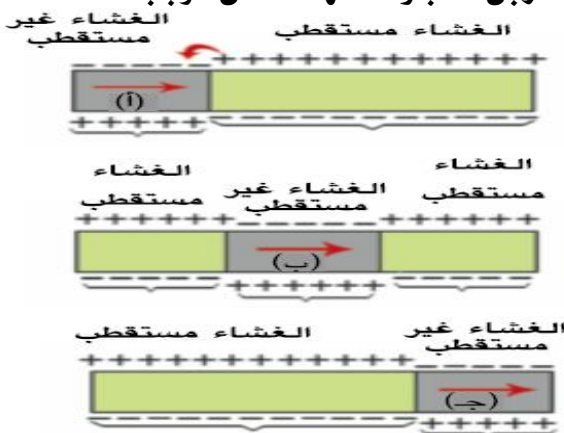 الغشاء غير
مستقطب
الغشاء مستقطب
(أ)
الغشاء
مستقطب
الغشاء غير
مستقطب
الغشاء
مستقطب
(ب)
الغشاء مستقطب
الغشاء غير
مستقطب
(جـ)